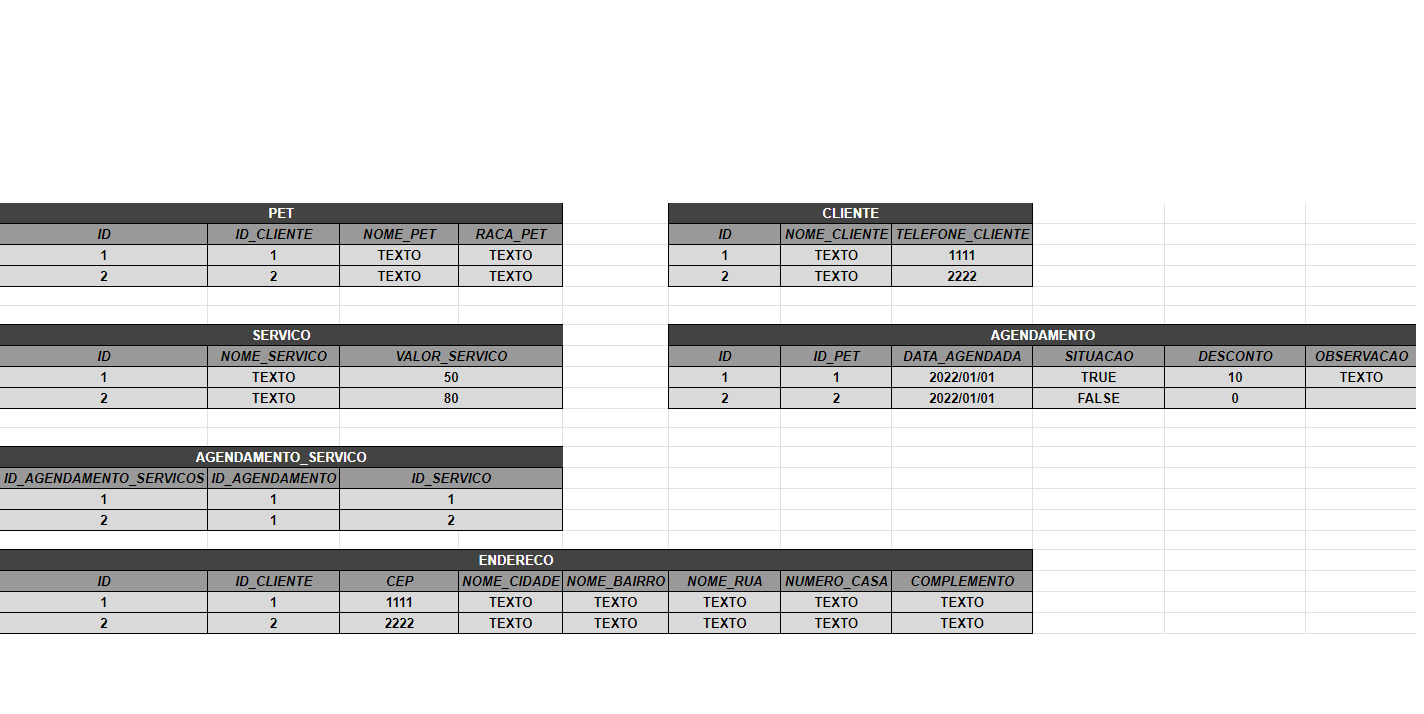 PET
ID ID_CLIENTE NOME_PET RACA_PET
1 1 TEXTO TEXTO
2 2 TEXTO TEXTO
CLIENTE
ID NOME_CLIENTE TELEFONE_CLIENTE
1 TEXTO 1111
2 TEXTO 2222
SERVICO
ID NOME_SERVICO VALOR_SERVICO
1 TEXTO 50
2 TEXTO 80
AGENDAMENTO
ID ID_PET DATA_AGENDADA SITUACAO DESCONTO OBSERVACAO
1 1 2022/01/01 TRUE 10 TEXTO
2 2 2022/01/01 FALSE 0
AGENDAMENTO_SERVICO
ID_AGENDAMENTO_SERVICOS ID_AGENDAMENTO ID_SERVICO
1 1 1
2 1 2
ENDERECO
ID ID_CLIENTE CEP NOME_CIDADE NOME_BAIRRO NOME_RUA NUMERO_CASA COMPLEMENTO
1 1 1111 TEXTO TEXTO TEXTO TEXTO TEXTO
2 2 2222 TEXTO TEXTO TEXTO TEXTO TEXTO